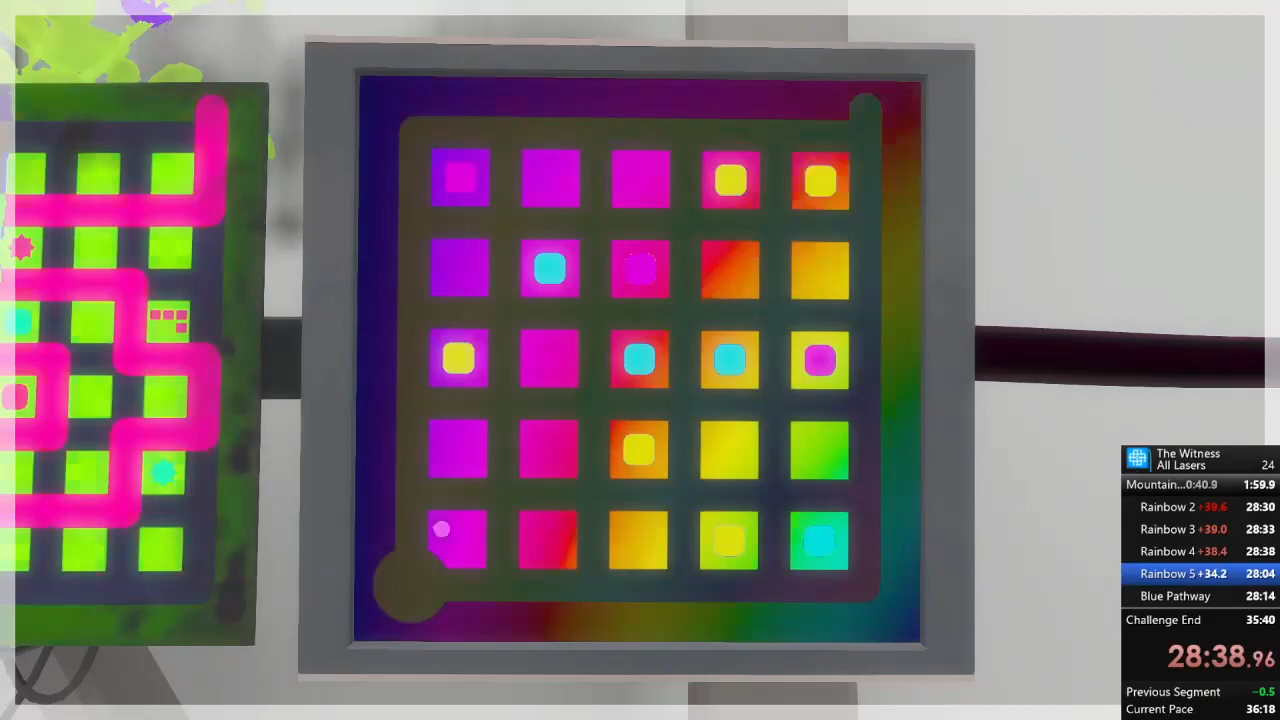 The Witness
All Lasers 24
Mountain...0:40.9 1:59.9
Rainbow 2 +39.6 28:30
Rainbow 3 +39.0 28:33
Rainbow 4 +38.4 28:38
Rainbow 5 +34.2 28:04
Blue Pathway 28:14
Challenge End 35:40
28:38.96
Previous Segment −0.5
Current Pace 36:18